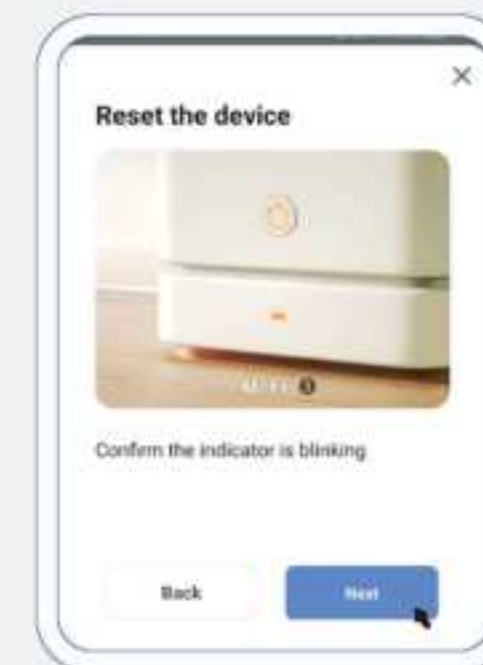 Reset the device
Confirm the indicator is blinking
Back
Next